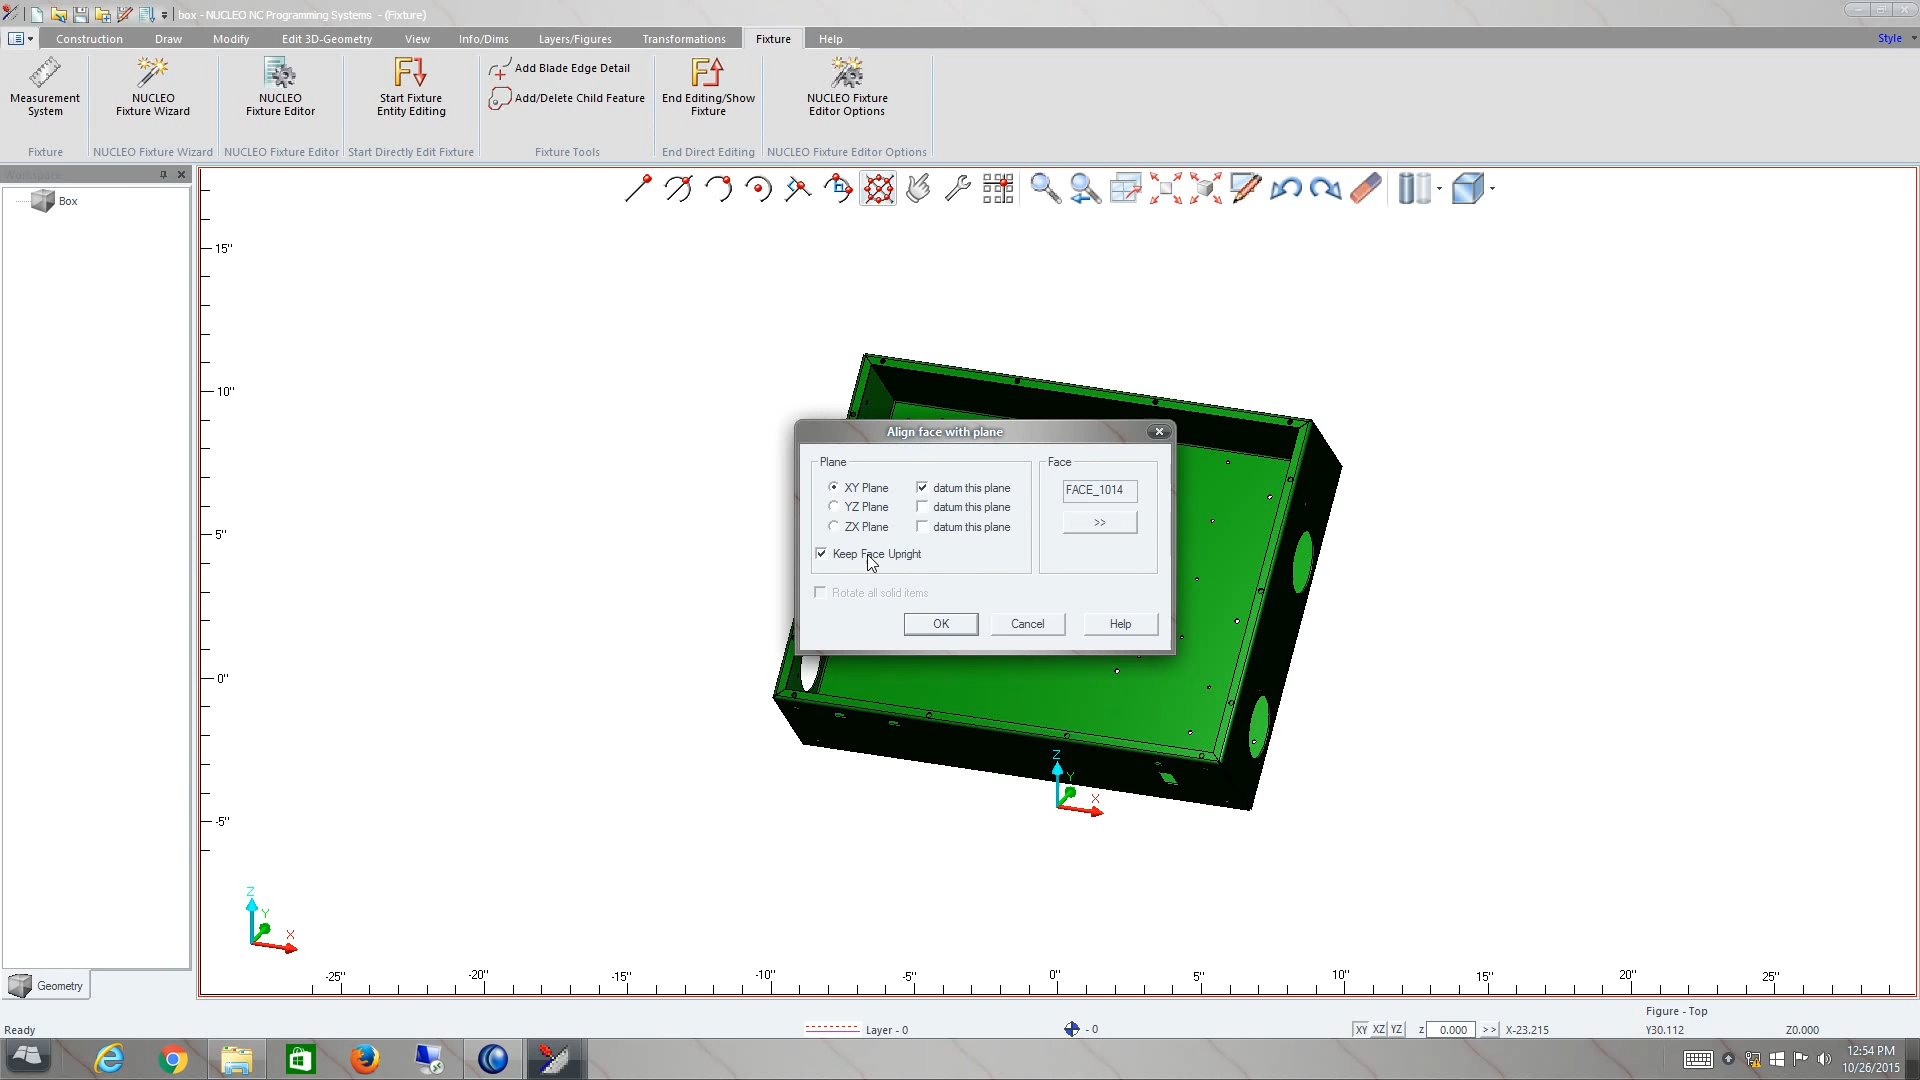 box - NUCLEO NC Programming Systems - (Fixture)
Construction Draw Modify Edit 3D-Geometry View Info/Dims Layers/Figures Transformations Fixture Help Style
Measurement System
Fixture
NUCLEO Fixture Wizard
NUCLEO Fixture Wizard
NUCLEO Fixture Editor
NUCLEO Fixture Editor
Start Fixture Entity Editing
Start Directly Edit Fixture
Add Blade Edge Detail
Add/Delete Child Feature
Fixture Tools
End Editing/Show Fixture
End Direct Editing
NUCLEO Fixture Editor Options
NUCLEO Fixture Editor Options
Workspace
Box
15"
10"
5"
0"
-5"
Align face with plane
Plane
XY Plane datum this plane
YZ Plane datum this plane
ZX Plane datum this plane
Keep Face Upright
Face
FACE_1014
>>
Rotate all solid items
OK Cancel Help
Z
Y
X
Z
Y
X
-25" -20" -15" -10" -5" 0" 5" 10" 15" 20" 25"
Geometry
Figure - Top
Ready Layer - 0 - 0 XY XZ YZ z 0.000 >> X-23.215 Y30.112 Z0.000
12:54 PM
10/26/2015